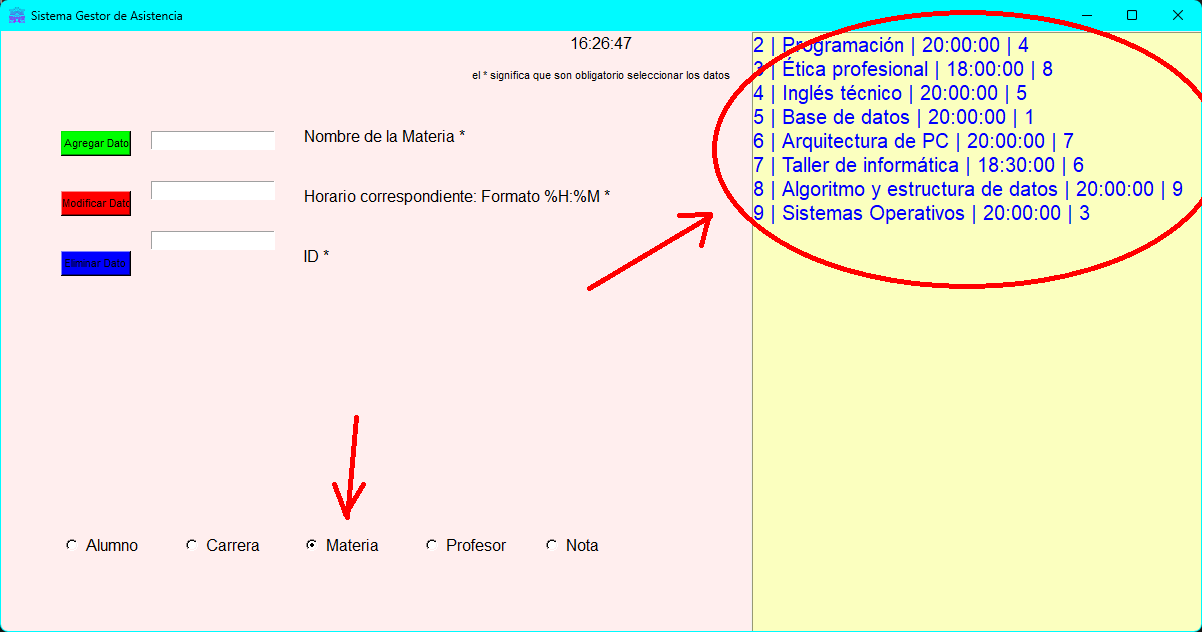 Sistema Gestor de Asistencia
16:26:47
el * significa que son obligatorio seleccionar los datos
Agregar Dato
Nombre de la Materia *
Modificar Dato
Horario correspondiente: Formato %H:%M *
Eliminar Dato
ID *
Alumno
Carrera
Materia
Profesor
Nota
2 | Programación | 20:00:00 | 4
3 | Ética profesional | 18:00:00 | 8
4 | Inglés técnico | 20:00:00 | 5
5 | Base de datos | 20:00:00 | 1
6 | Arquitectura de PC | 20:00:00 | 7
7 | Taller de informática | 18:30:00 | 6
8 | Algoritmo y estructura de datos | 20:00:00 | 9
9 | Sistemas Operativos | 20:00:00 | 3